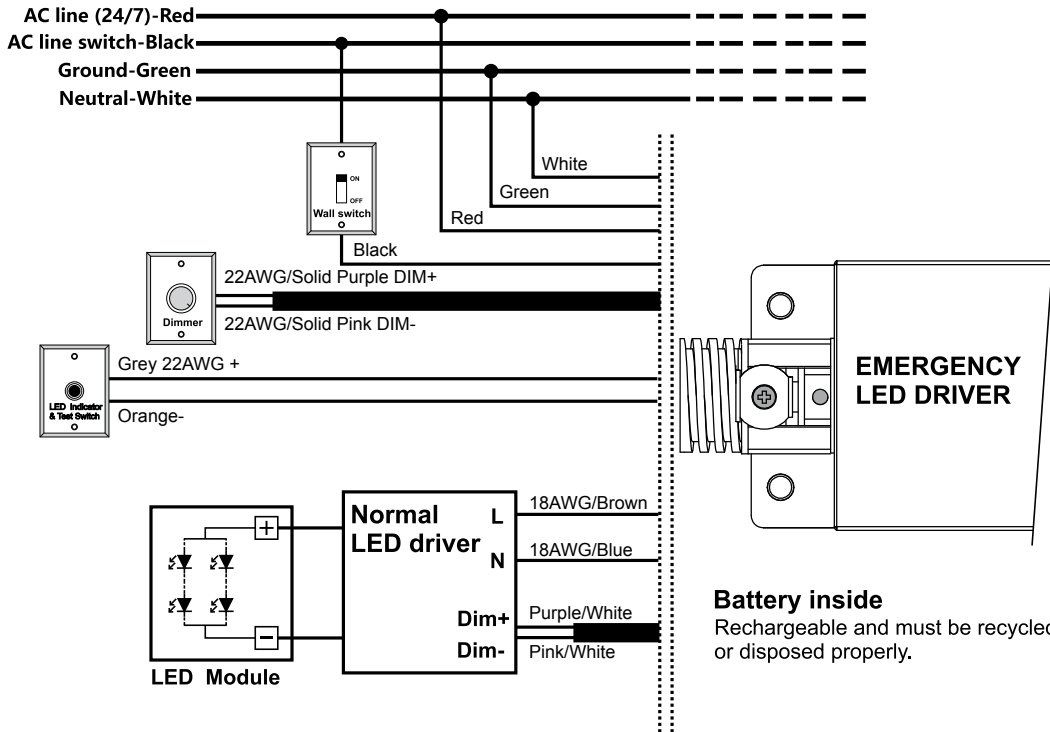 AC line (24/7)-Red
AC line switch-Black
Ground-Green
Neutral-White
White
Green
Red
Black
ON
OFF
Wall switch
22AWG/Solid Purple DIM+
22AWG/Solid Pink DIM-
Dimmer
Grey 22AWG +
Orange-
LED Indicator
& Test Switch
EMERGENCY
LED DRIVER
Normal
LED driver
L
N
Dim+
Dim-
18AWG/Brown
18AWG/Blue
Purple/White
Pink/White
+
−
LED Module
Battery inside
Rechargeable and must be recycled
or disposed properly.